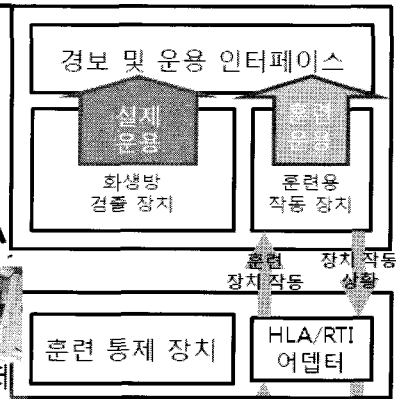 경보 및 운용 인터페이스
실제
운용
훈련
운용
화생방
검출 장치
훈련용
작동 장치
훈련
장치 작동
장치 작동
상황
훈련 통제 장치
HLA/RTI
어뎁터